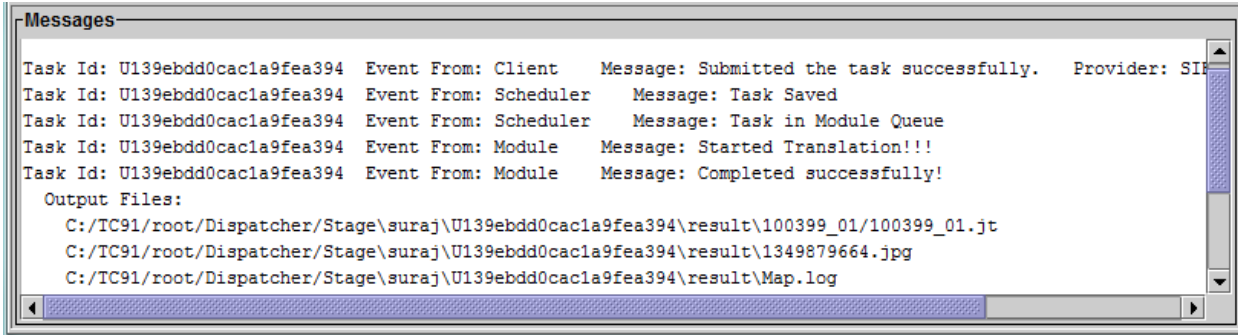 Messages
Task Id: U139ebdd0cac1a9fea394 Event From: Client Message: Submitted the task successfully. Provider:
Task Id: U139ebdd0cac1a9fea394 Event From: Scheduler Message: Task Saved
Task Id: U139ebdd0cac1a9fea394 Event From: Scheduler Message: Task in Module Queue
Task Id: U139ebdd0cac1a9fea394 Event From: Module Message: Started Translation!!!
Task Id: U139ebdd0cac1a9fea394 Event From: Module Message: Completed successfully!
Output Files:
C:/TC91/root/Dispatcher/Stage\suraj\U139ebdd0cac1a9fea394\result\100399_01/100399_01.jt
C:/TC91/root/Dispatcher/Stage\suraj\U139ebdd0cac1a9fea394\result\1349879664.jpg
C:/TC91/root/Dispatcher/Stage\suraj\U139ebdd0cac1a9fea394\result\Map.log